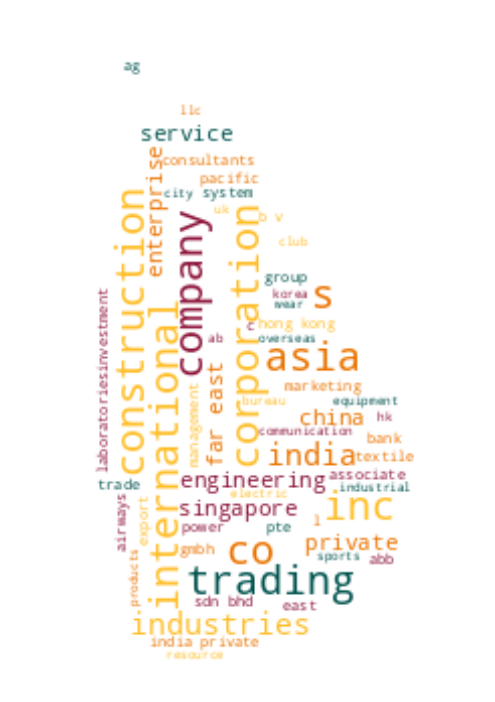 ag
llc
service
enterprise
consultants
pacific
city
system
uk
b v
construction
company
corporation
club
group
korea
s
wear
laboratories
investment
international
c
hong kong
ab
overseas
asia
far east
management
marketing
bureau
equipment
china
hk
communication
bank
india
textile
trade
engineering
associate
electric
industrial
airways
export
singapore
inc
l
power
pte
private
products
gmbh
co
sports
abb
trading
sdn bhd
east
industries
india private
resource